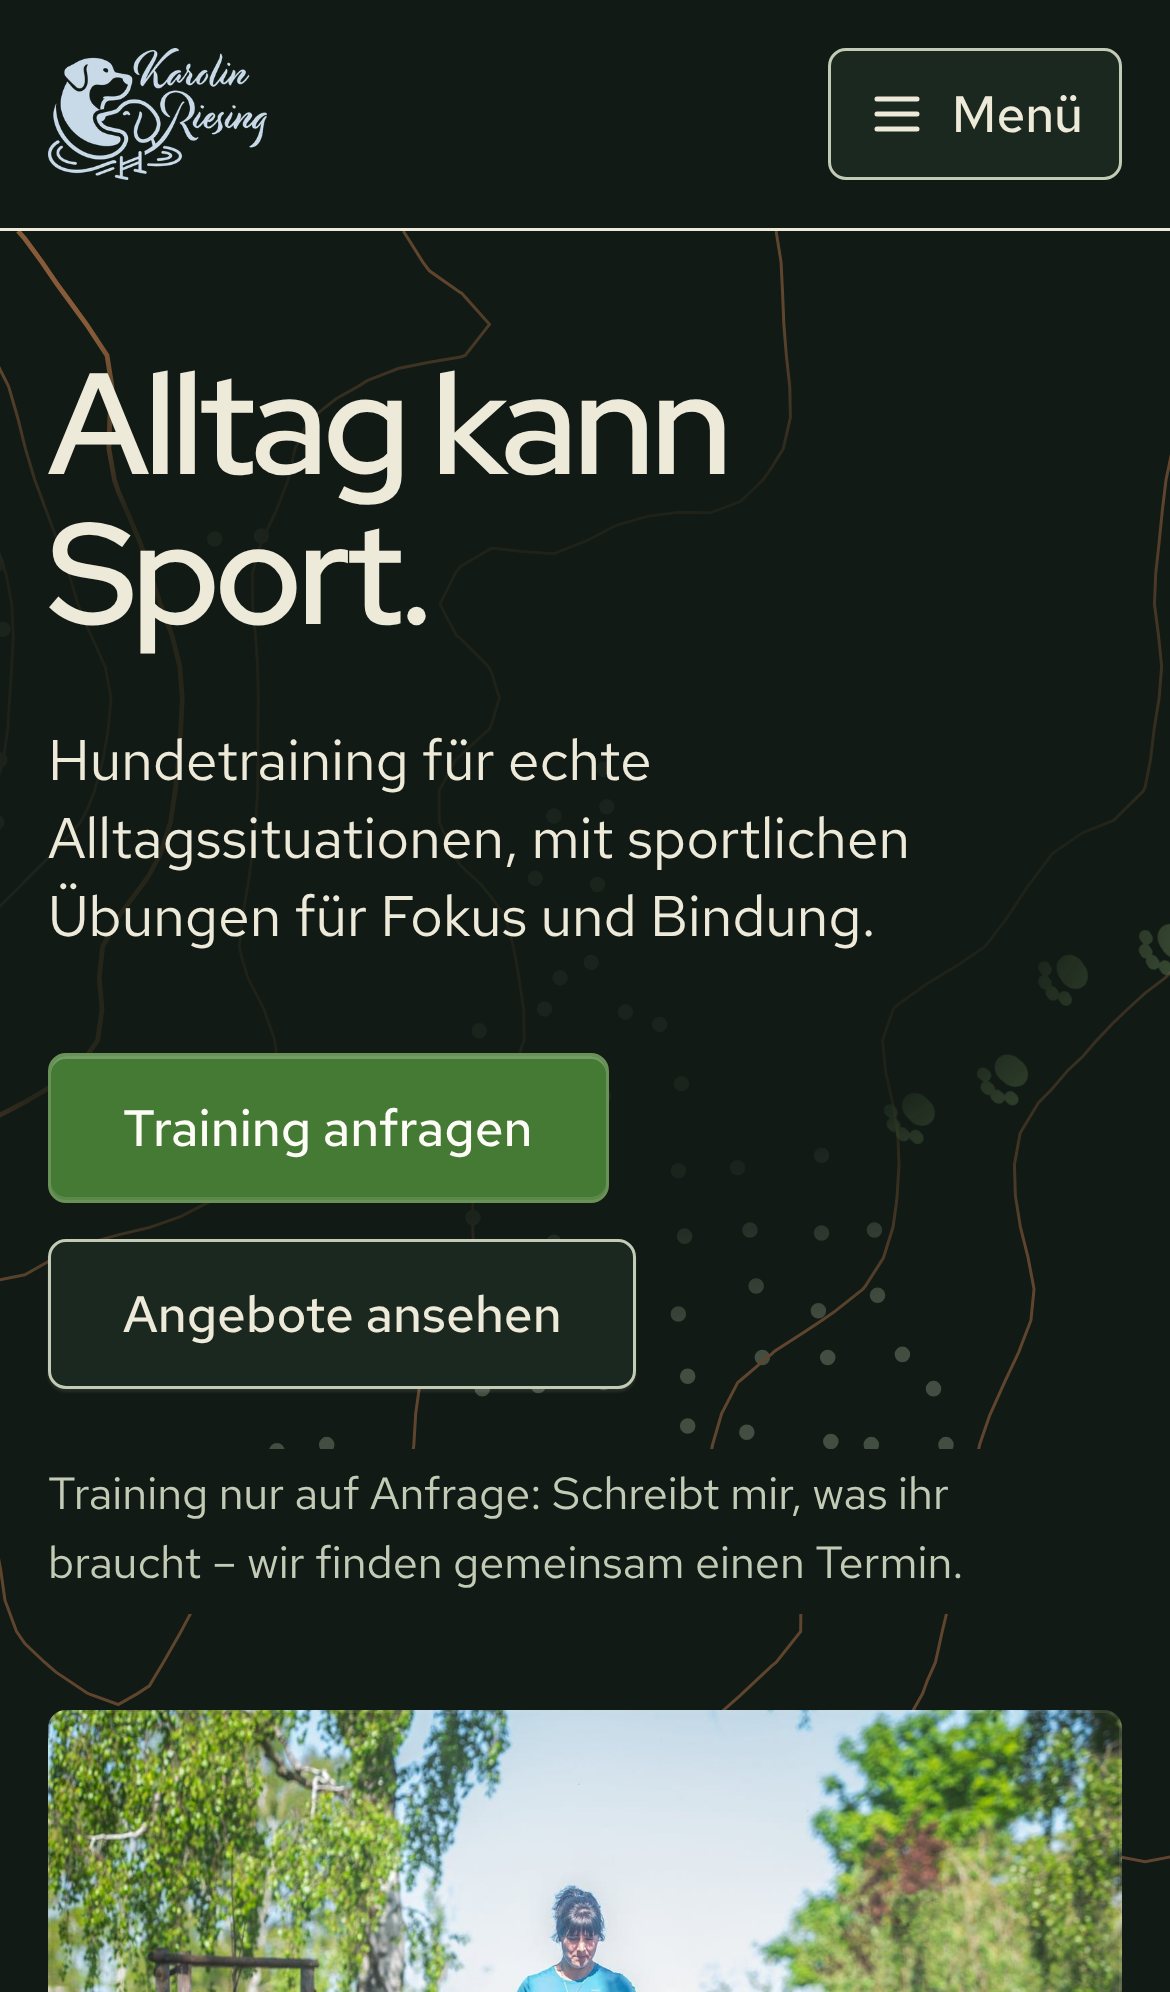 Karolin
Riesing
Menü
Alltag kann
Sport.
Hundetraining für echte
Alltagssituationen, mit sportlichen
Übungen für Fokus und Bindung.
Training anfragen
Angebote ansehen
Training nur auf Anfrage: Schreibt mir, was ihr
braucht – wir finden gemeinsam einen Termin.